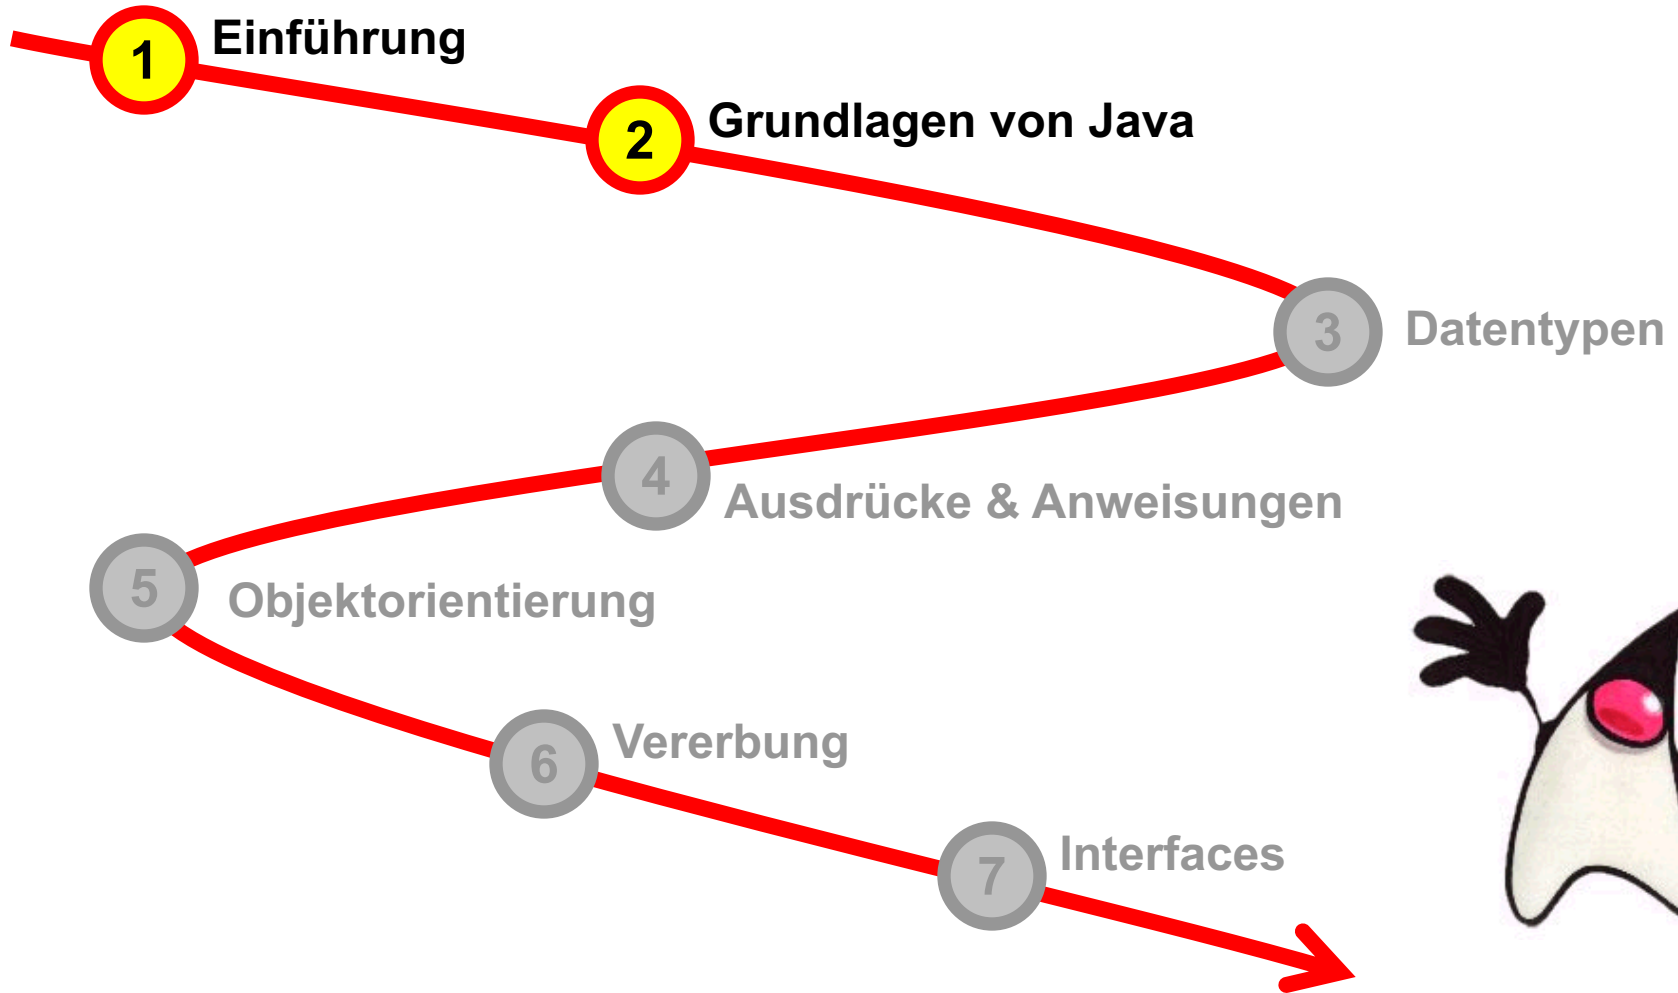 1 Einführung
2 Grundlagen von Java
3 Datentypen
4 Ausdrücke & Anweisungen
5 Objektorientierung
6 Vererbung
7 Interfaces